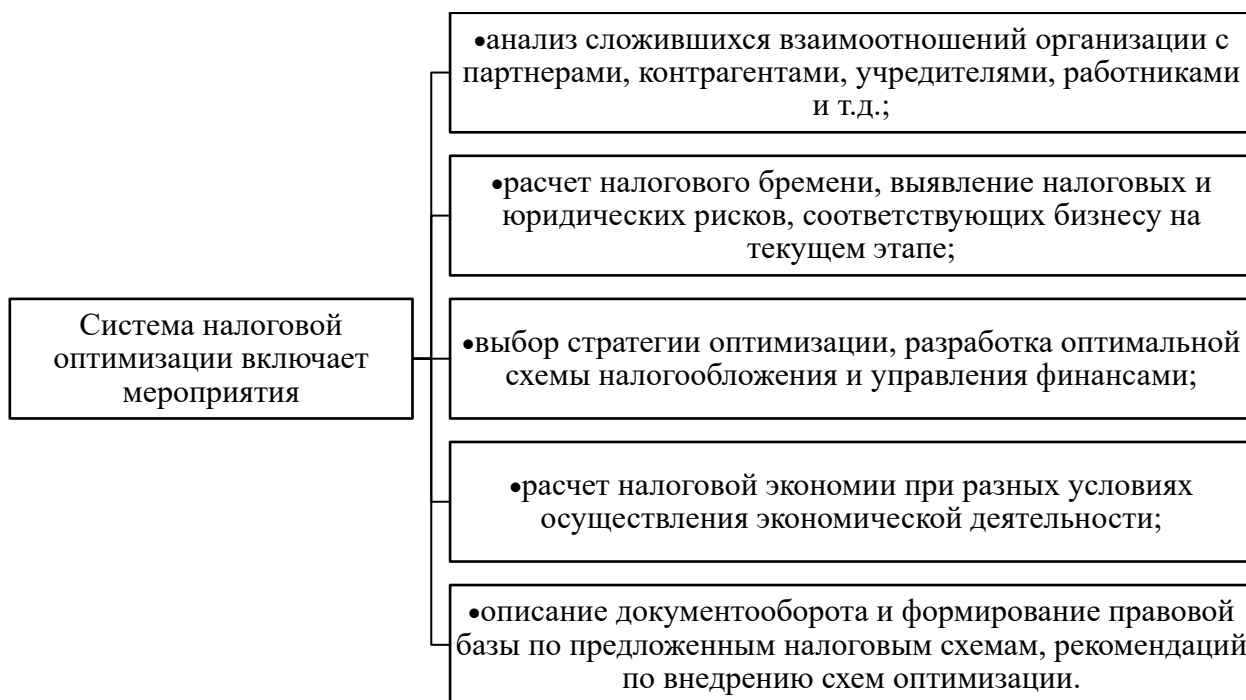 Система налоговой
оптимизации включает
мероприятия
•анализ сложившихся взаимоотношений организации с
партнерами, контрагентами, учредителями, работниками
и т.д.;
•расчет налогового бремени, выявление налоговых и
юридических рисков, соответствующих бизнесу на
текущем этапе;
•выбор стратегии оптимизации, разработка оптимальной
схемы налогообложения и управления финансами;
•расчет налоговой экономии при разных условиях
осуществления экономической деятельности;
•описание документооборота и формирование правовой
базы по предложенным налоговым схемам, рекомендаций
по внедрению схем оптимизации.